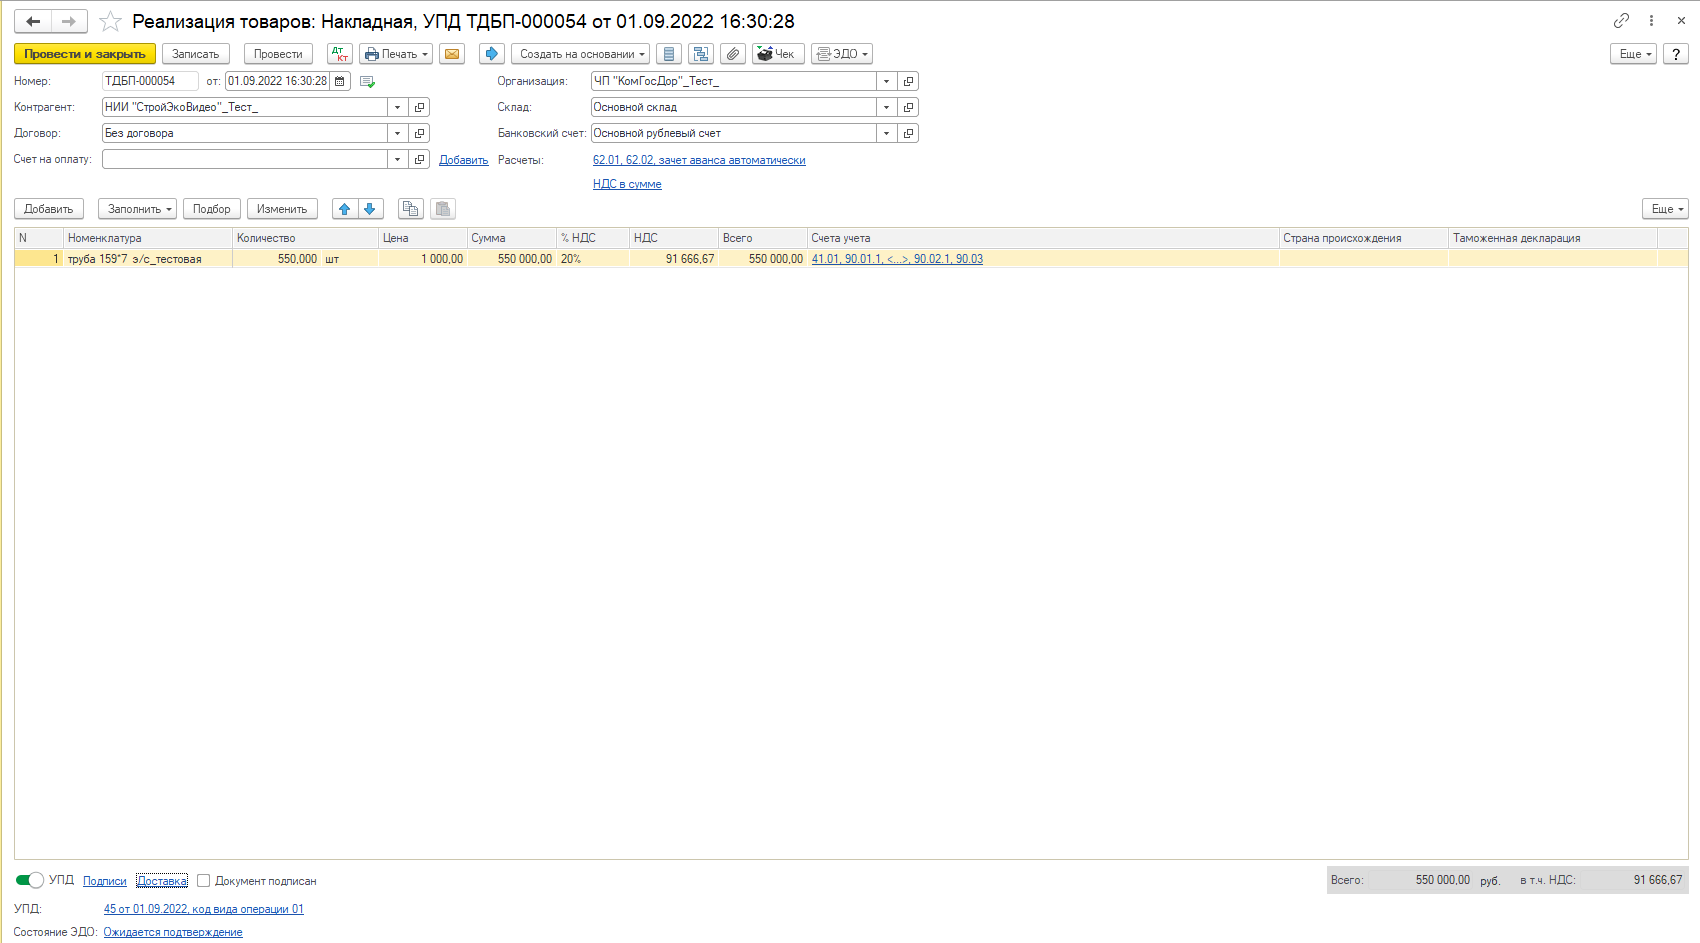 Реализация товаров: Накладная, УПД ТДБП-000054 от 01.09.2022 16:30:28
Провести и закрыть Записать Провести Дт Кт Печать Создать на основании Чек ЭДО Еще ?
Номер: ТДБП-000054 от: 01.09.2022 16:30:28 Организация: ЧП "КомГосДор"_Тест_
Контрагент: НИИ "СтройЭкоВидео"_Тест_ Склад: Основной склад
Договор: Без договора Банковский счет: Основной рублевый счет
Счет на оплату: Добавить Расчеты: 62.01, 62.02, зачет аванса автоматически
НДС в сумме
Добавить Заполнить Подбор Изменить Еще
N Номенклатура Количество Цена Сумма % НДС НДС Всего Счета учета Страна происхождения Таможенная декларация
1 труба 159*7 э/с_тестовая 550,000 шт 1 000,00 550 000,00 20% 91 666,67 550 000,00 41.01, 90.01.1, <...>, 90.02.1, 90.03
УПД Подписи Доставка Документ подписан Всего: 550 000,00 руб. в т.ч. НДС: 91 666,67
УПД: 45 от 01.09.2022, код вида операции 01
Состояние ЭДО: Ожидается подтверждение